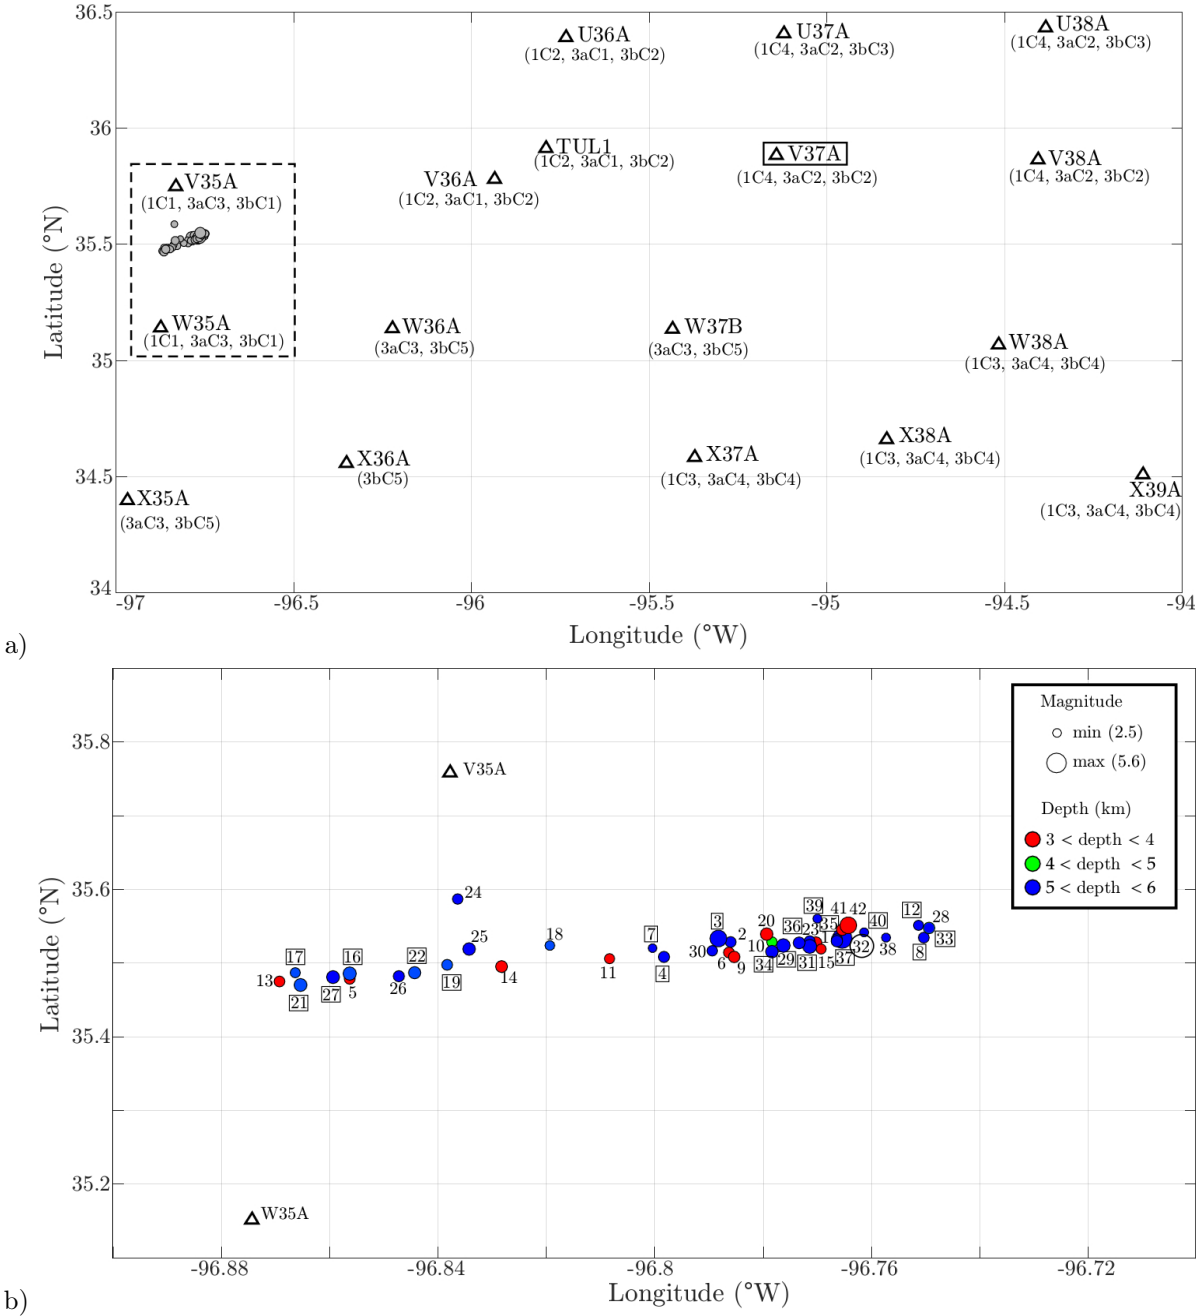 36.5
U36A
(1C2, 3aC1, 3bC2)
U37A
(1C4, 3aC2, 3bC3)
U38A
(1C4, 3aC2, 3bC3)
36
TUL1
(1C2, 3aC1, 3bC2)
V36A
(1C2, 3aC1, 3bC2)
V37A
(1C4, 3aC2, 3bC2)
V38A
(1C4, 3aC2, 3bC2)
V35A
(1C1, 3aC3, 3bC1)
35.5
W35A
(1C1, 3aC3, 3bC1)
W36A
(3aC3, 3bC5)
W37B
(3aC3, 3bC5)
W38A
(1C3, 3aC4, 3bC4)
35
X36A
(3bC5)
X37A
(1C3, 3aC4, 3bC4)
X38A
(1C3, 3aC4, 3bC4)
34.5
X35A
(3aC3, 3bC5)
X39A
(1C3, 3aC4, 3bC4)
34
-97 -96.5 -96 -95.5 -95 -94.5 -94
Latitude (°N)
Longitude (°W)
a)
Magnitude
min (2.5)
max (5.6)
Depth (km)
3 < depth < 4
4 < depth < 5
5 < depth < 6
35.8
V35A
35.6
24
25
18
7
3
2
30
4
6
9
10
20
34
36
29
23
31
39
35
15
41
42
37
32
40
38
12
28
8
33
17
13
21
27
16
5
26
22
19
14
11
35.4
35.2
W35A
-96.88 -96.84 -96.8 -96.76 -96.72
Latitude (°N)
Longitude (°W)
b)